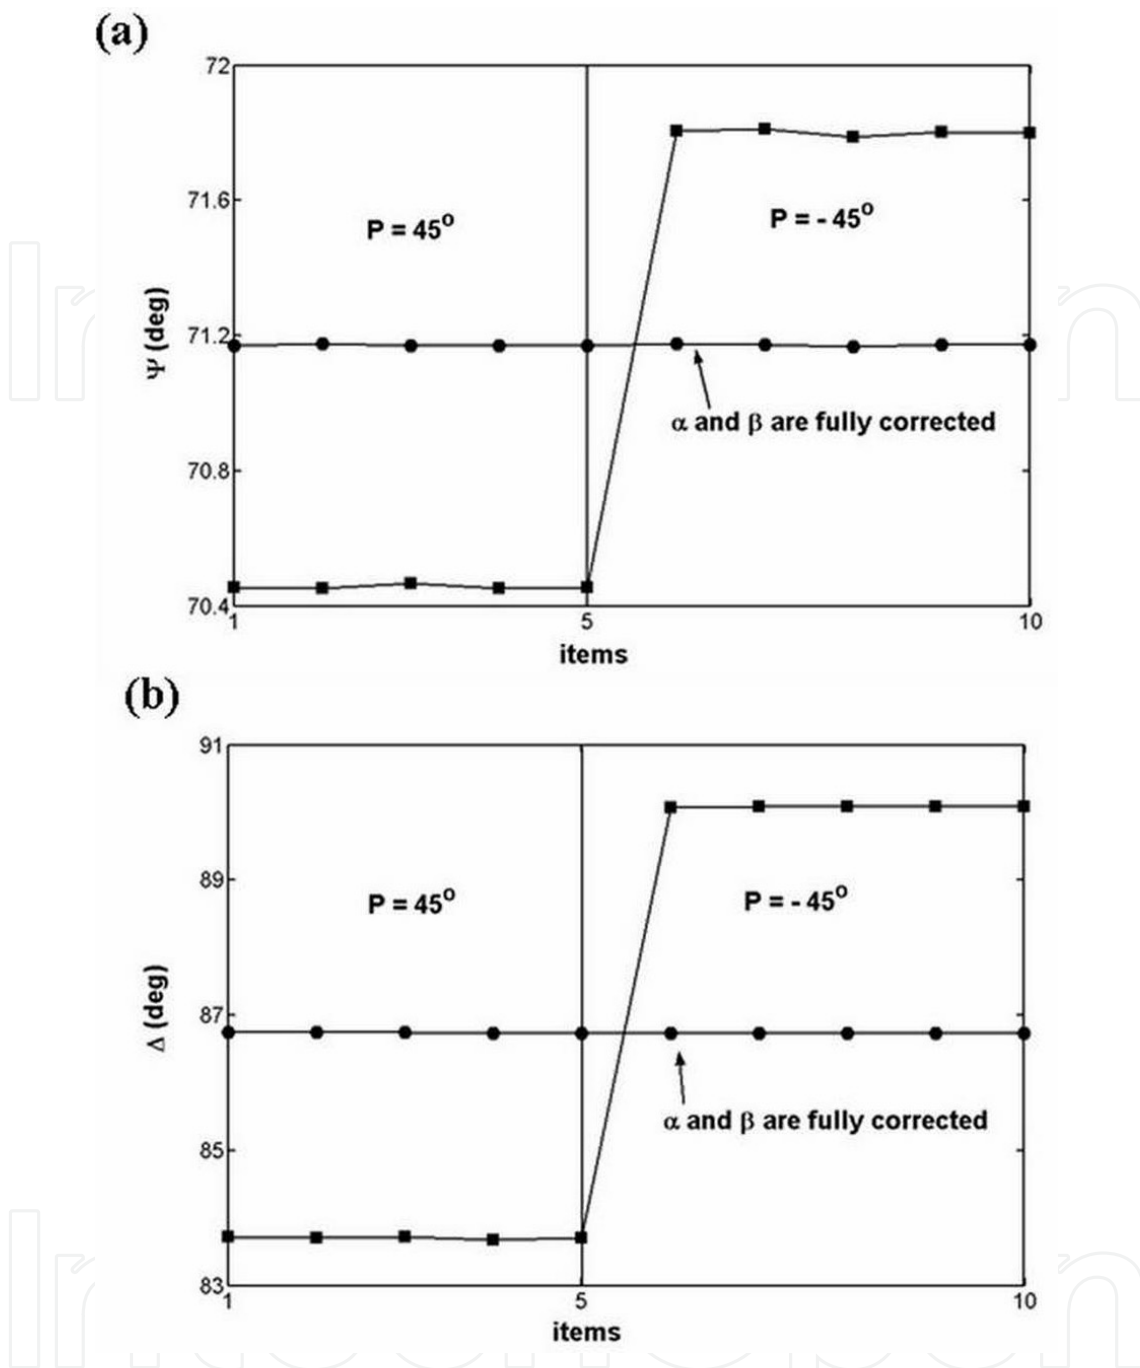 (a)
72
71.6
71.2
70.8
70.4
Ψ (deg)
P = 45°
P = - 45°
α and β are fully corrected
1
5
10
items
(b)
91
89
87
85
83
Δ (deg)
P = 45°
P = - 45°
α and β are fully corrected
1
5
10
items